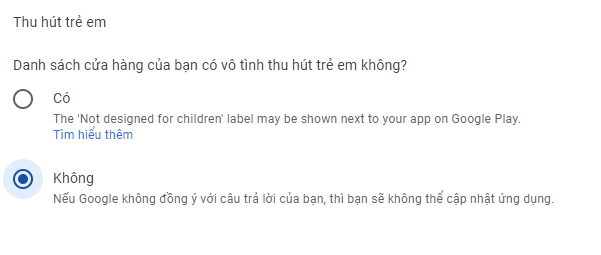 Thu hút trẻ em
Danh sách cửa hàng của bạn có vô tình thu hút trẻ em không?
Có
The 'Not designed for children' label may be shown next to your app on Google Play.
Tìm hiểu thêm
Không
Nếu Google không đồng ý với câu trả lời của bạn, thì bạn sẽ không thể cập nhật ứng dụng.